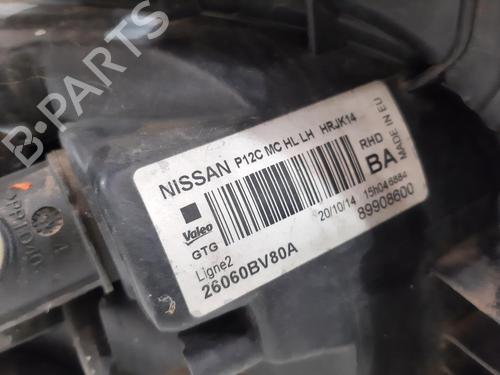 NISSAN P12C MC HL LH HRJK14
RHD
MADE IN EU
BA
Valeo
GTG
20/10/14 15h04
89908600
Ligne2
26060BV80A
B-PARTS